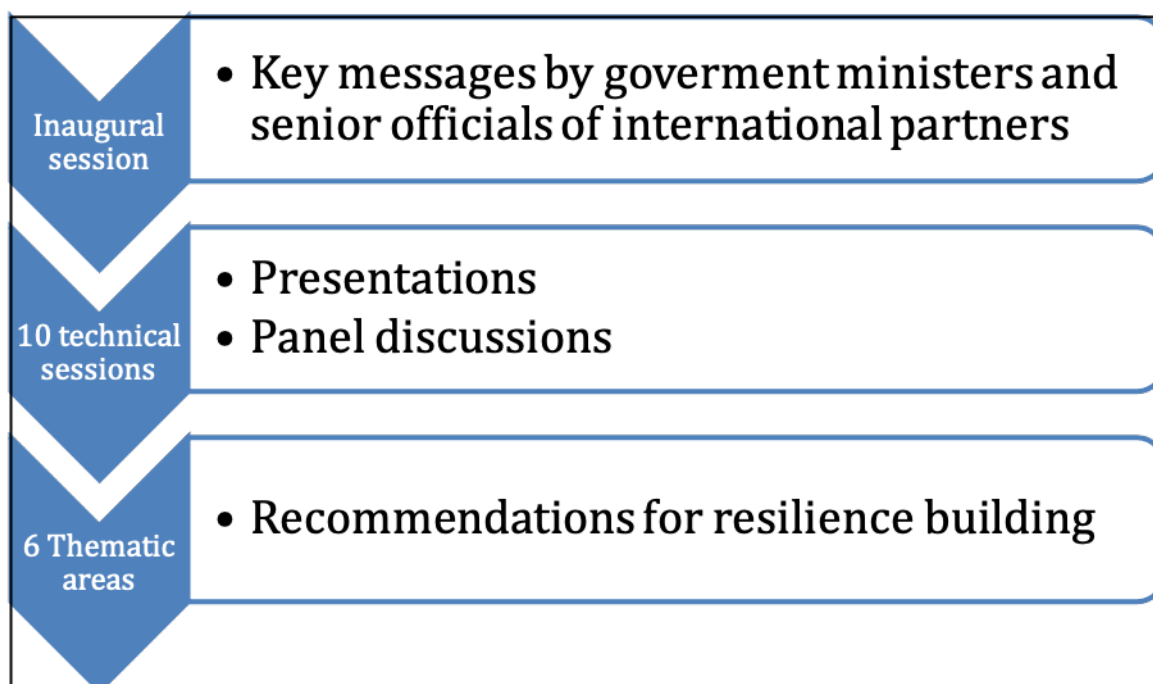 Inaugural
session
• Key messages by goverment ministers and
senior officials of international partners
10 technical
sessions
• Presentations
• Panel discussions
6 Thematic
areas
• Recommendations for resilience building